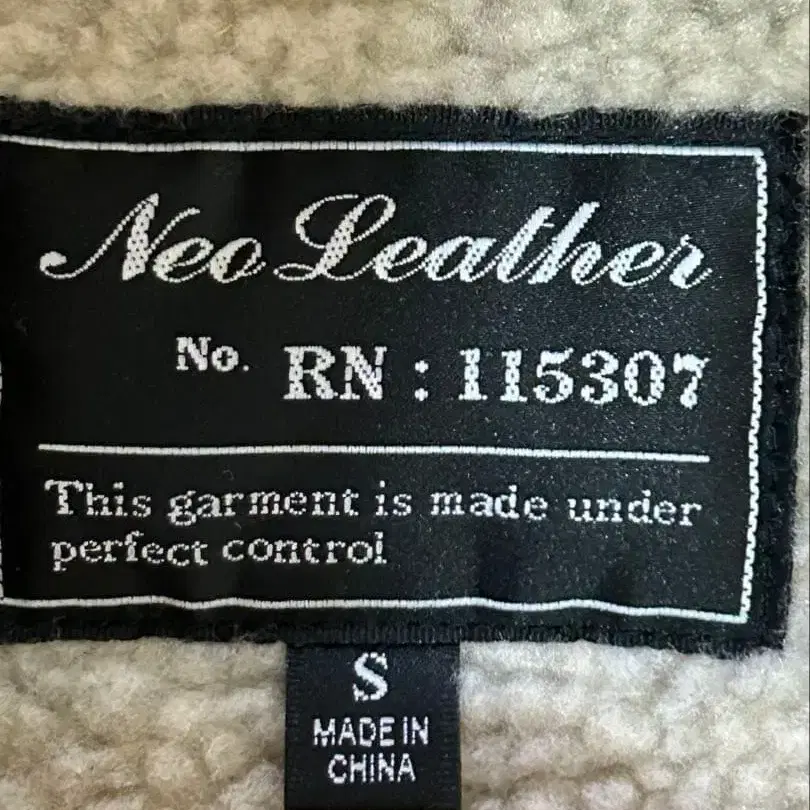 Neo Leather
No. RN : 115307
This garment is made under
perfect control
S
MADE IN
CHINA